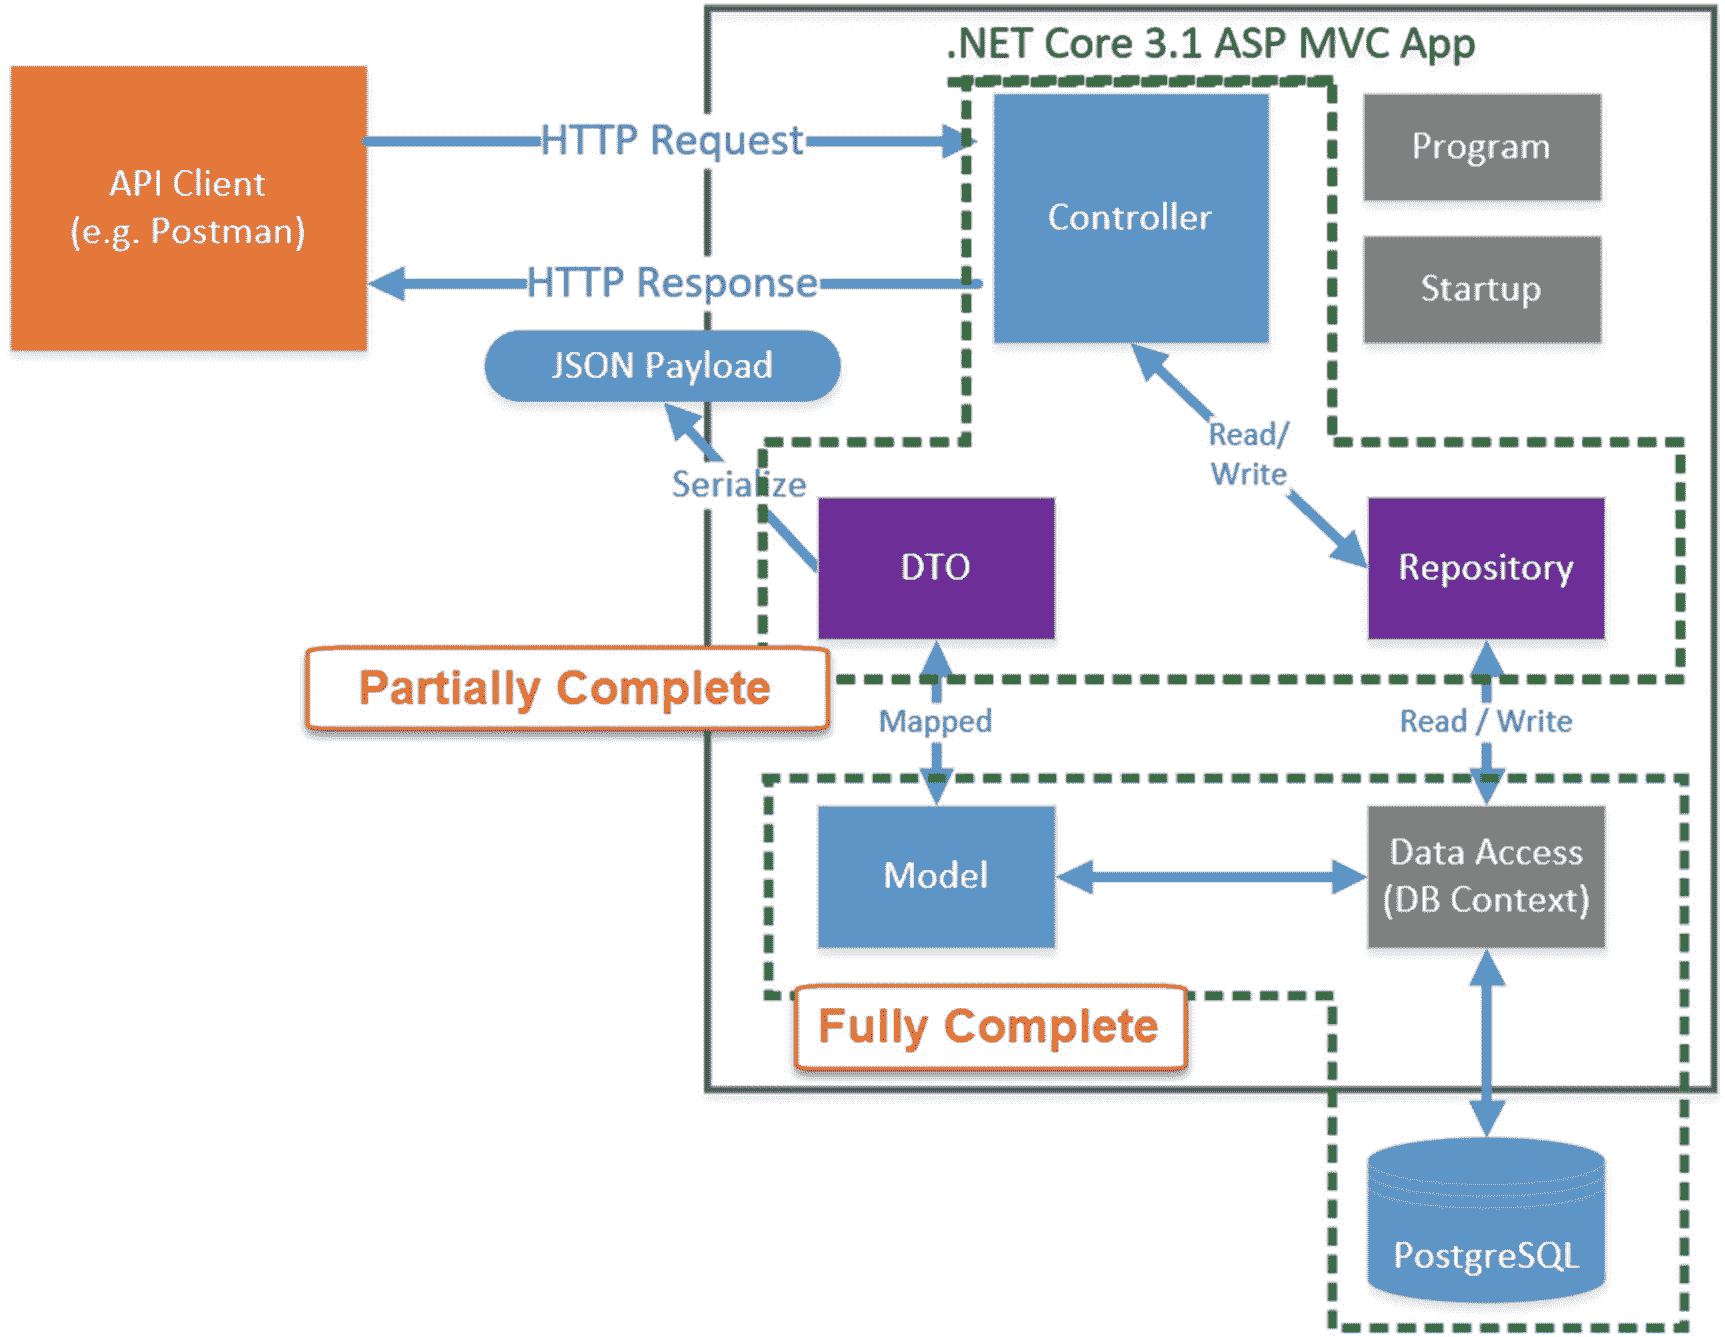 .NET Core 3.1 ASP MVC App
API Client
(e.g. Postman)
HTTP Request
HTTP Response
JSON Payload
Serialize
Controller
Program
Startup
Read/
Write
DTO
Repository
Partially Complete
Mapped
Read / Write
Model
Data Access
(DB Context)
Fully Complete
PostgreSQL